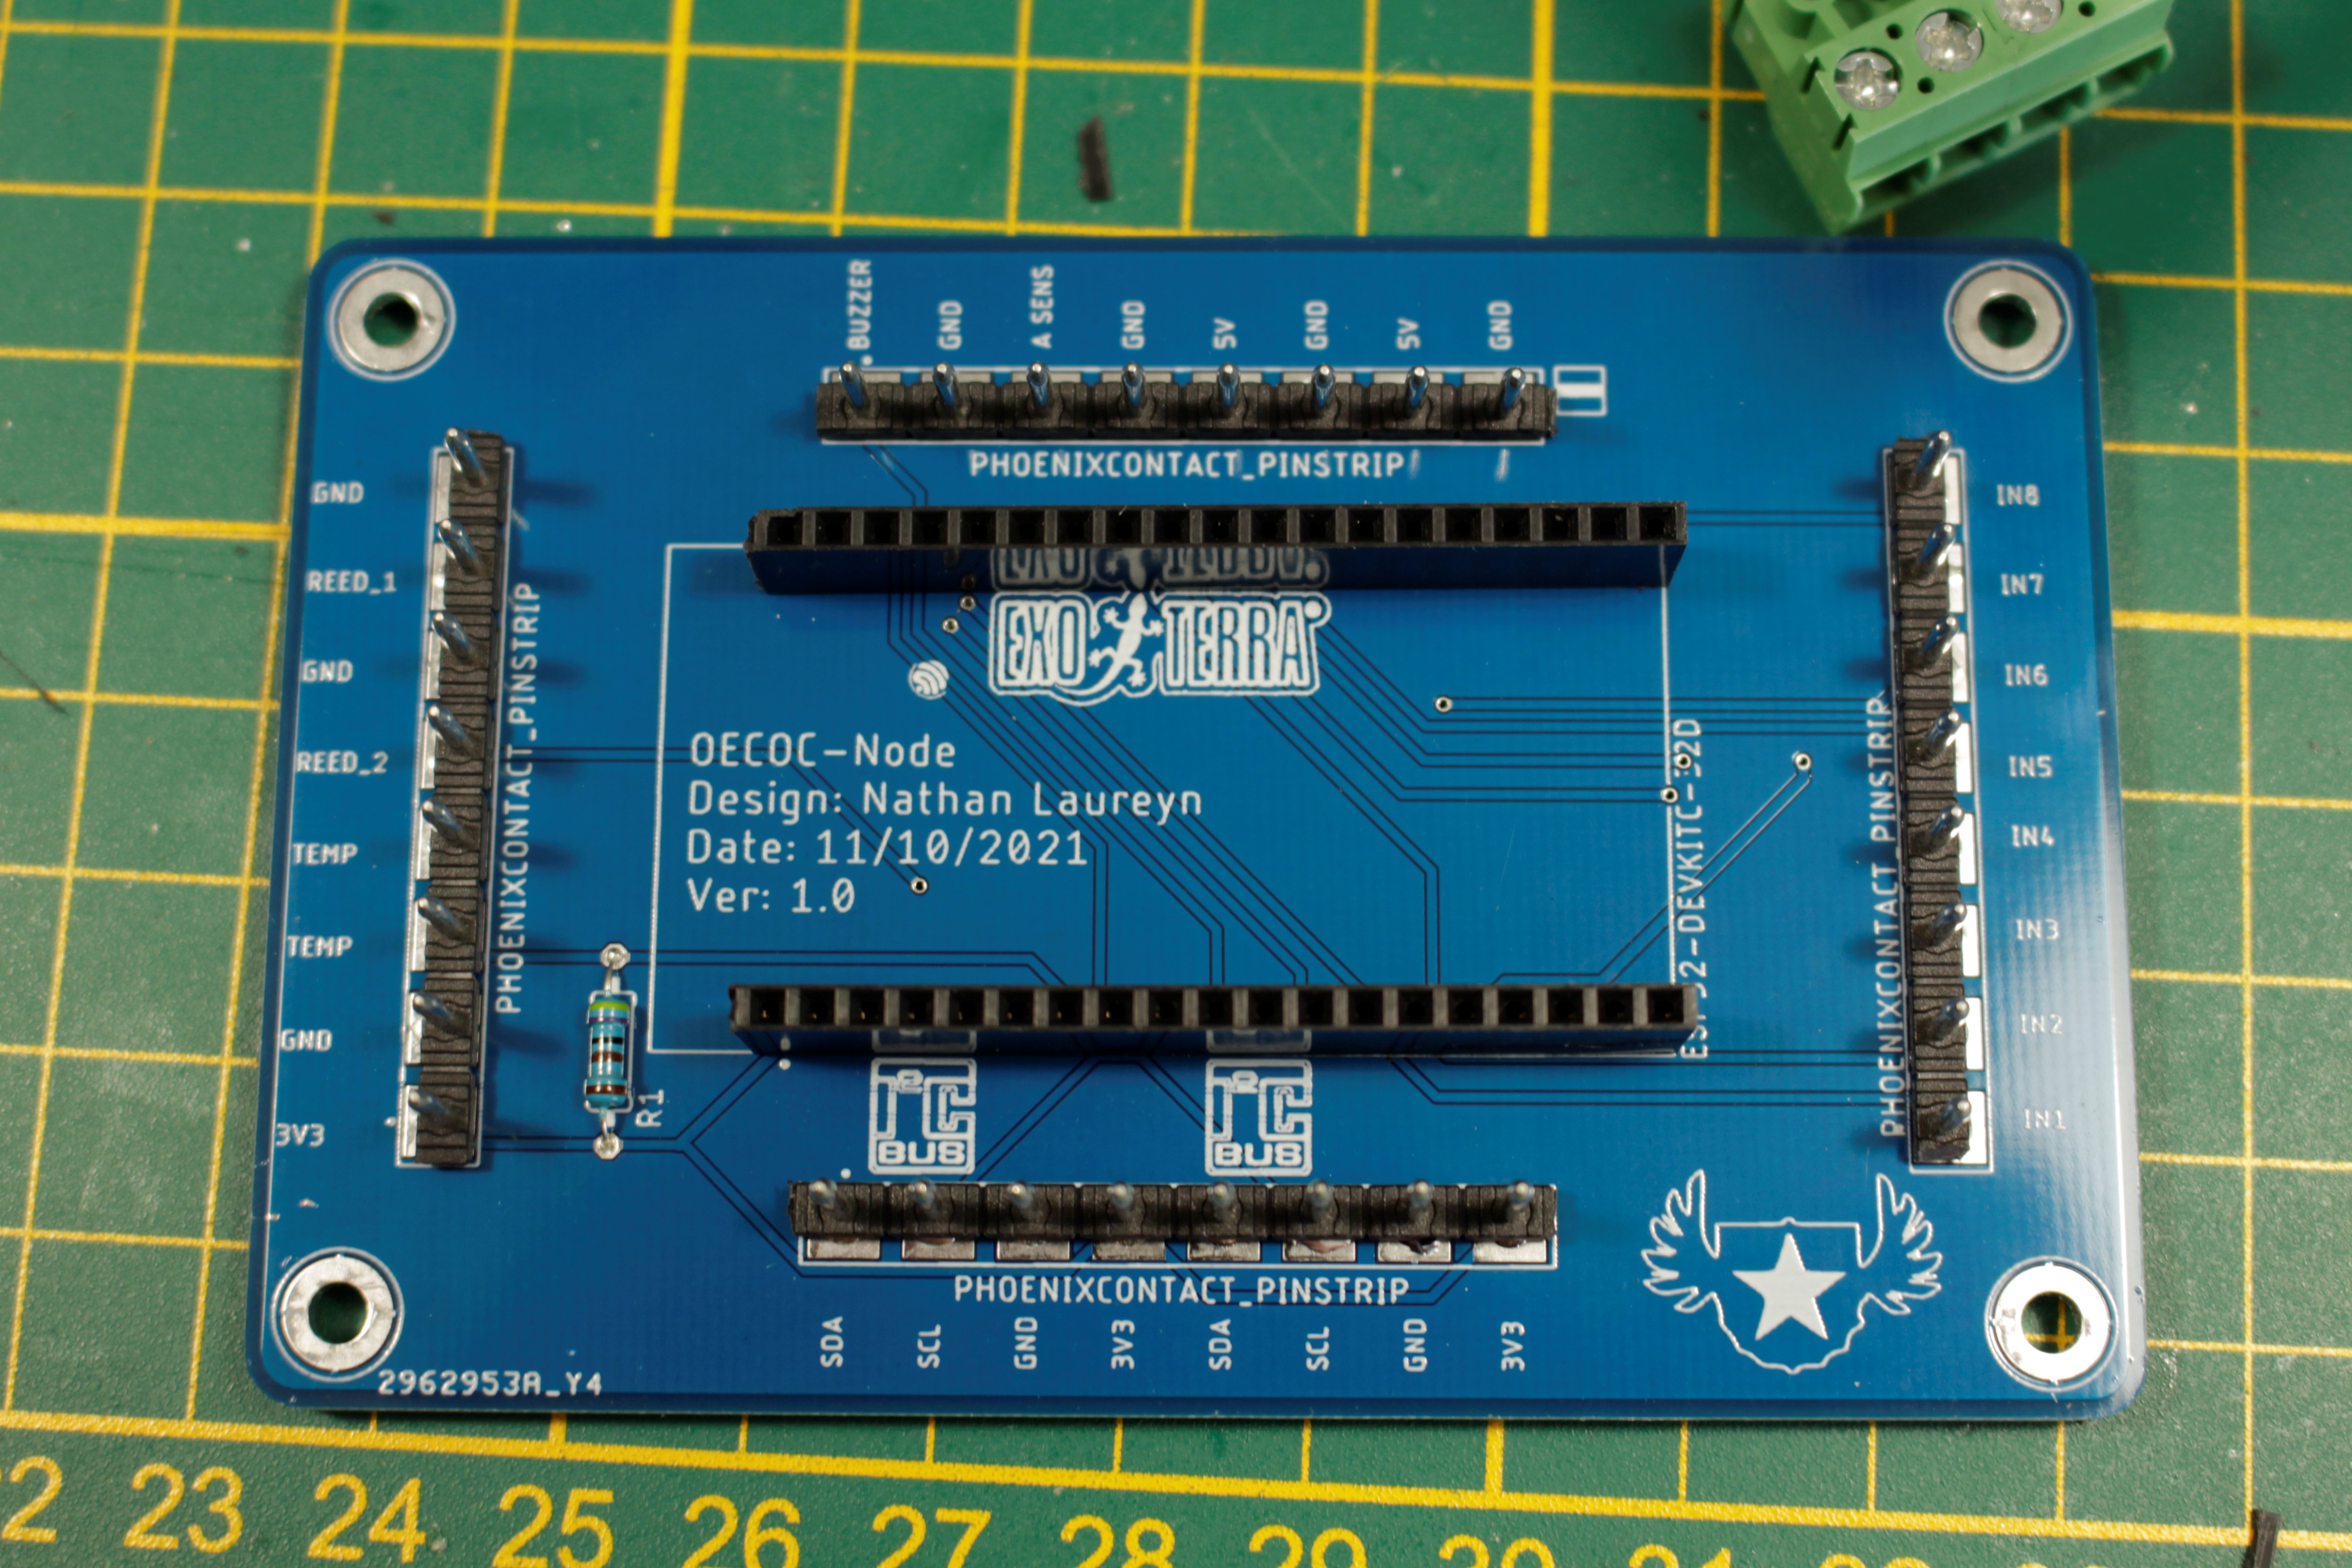 BUZZER
GND
A SENS
GND
5V
GND
5V
GND
PHOENIXCONTACT_PINSTRIP
GND
REED_1
GND
REED_2
TEMP
TEMP
GND
3V3
PHOENIXCONTACT_PINSTRIP
EXO TERRA
OECOC-Node
Design: Nathan Laureyn
Date: 11/10/2021
Ver: 1.0
ESP32-DEVKITC-32D
PHOENIXCONTACT_PINSTRIP
IN8
IN7
IN6
IN5
IN4
IN3
IN2
IN1
R1
I²C
BUS
I²C
BUS
PHOENIXCONTACT_PINSTRIP
SDA
SCL
GND
3V3
SDA
SCL
GND
3V3
2962953A_Y4
22 23 24 25 26 27 28 29 30 31